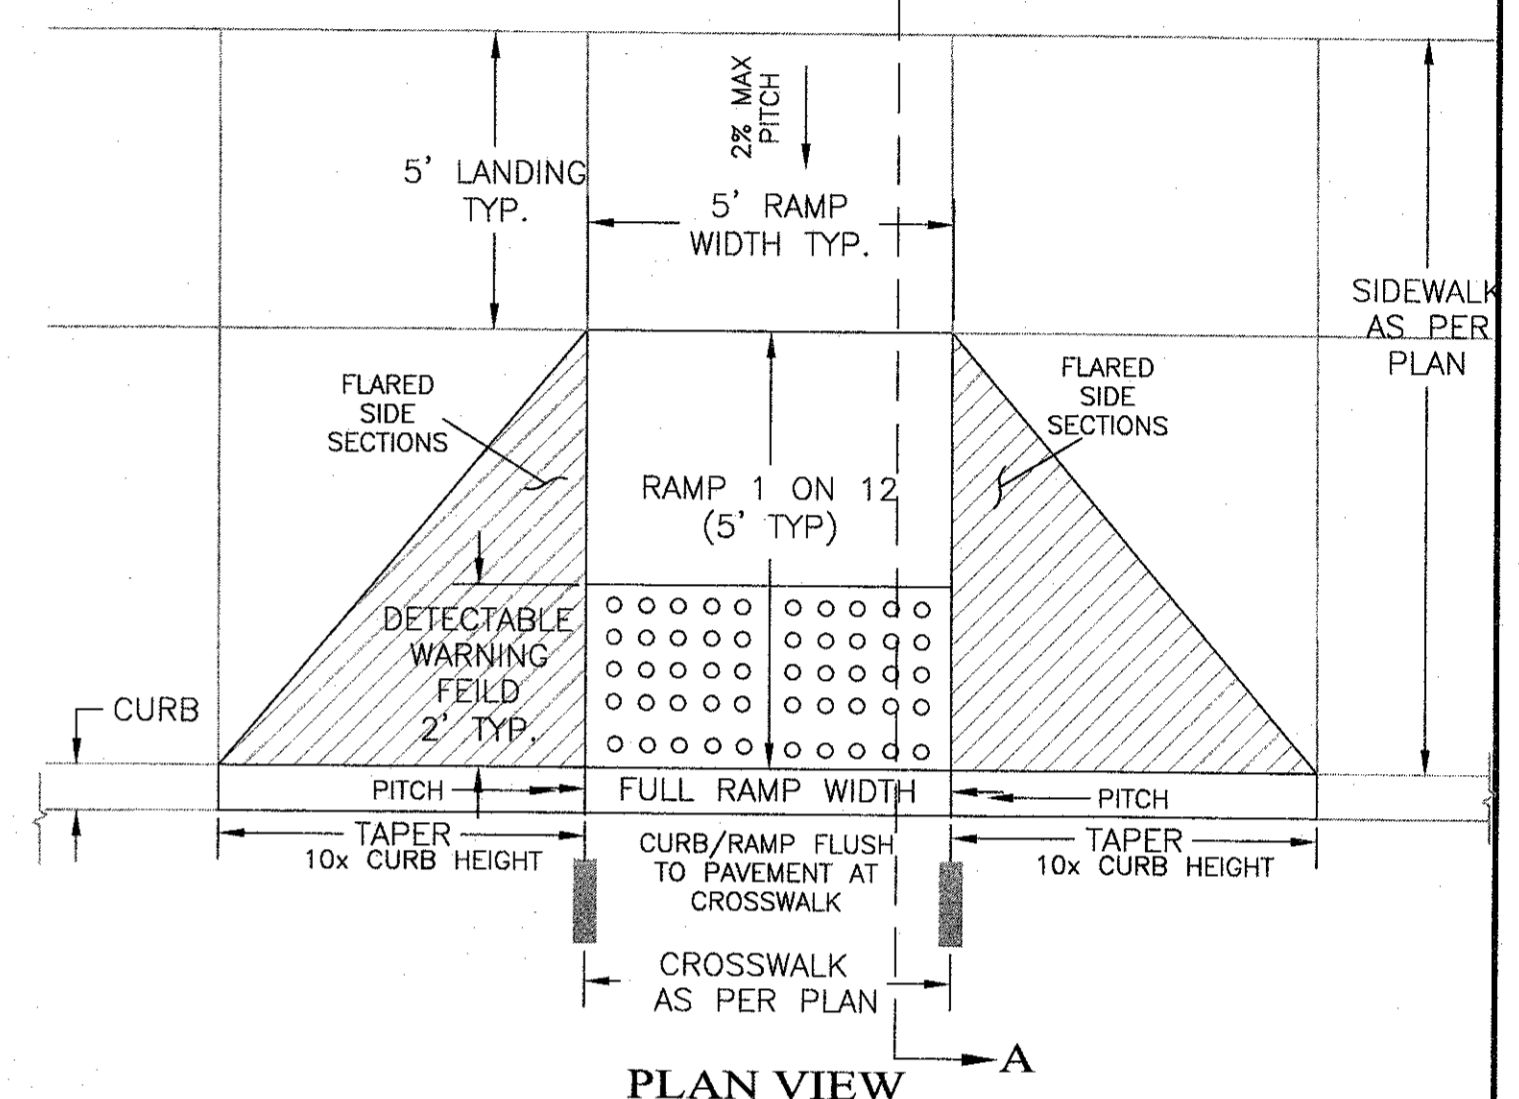 2% MAX
PITCH
5' LANDING
TYP.
5' RAMP
WIDTH TYP.
SIDEWALK
AS PER
PLAN
FLARED
SIDE
SECTIONS
FLARED
SIDE
SECTIONS
RAMP 1 ON 12
(5' TYP)
DETECTABLE
WARNING
FEILD
2' TYP.
CURB
PITCH
FULL RAMP WIDTH
PITCH
TAPER
10x CURB HEIGHT
CURB/RAMP FLUSH
TO PAVEMENT AT
CROSSWALK
TAPER
10x CURB HEIGHT
CROSSWALK
AS PER PLAN
A
PLAN VIEW